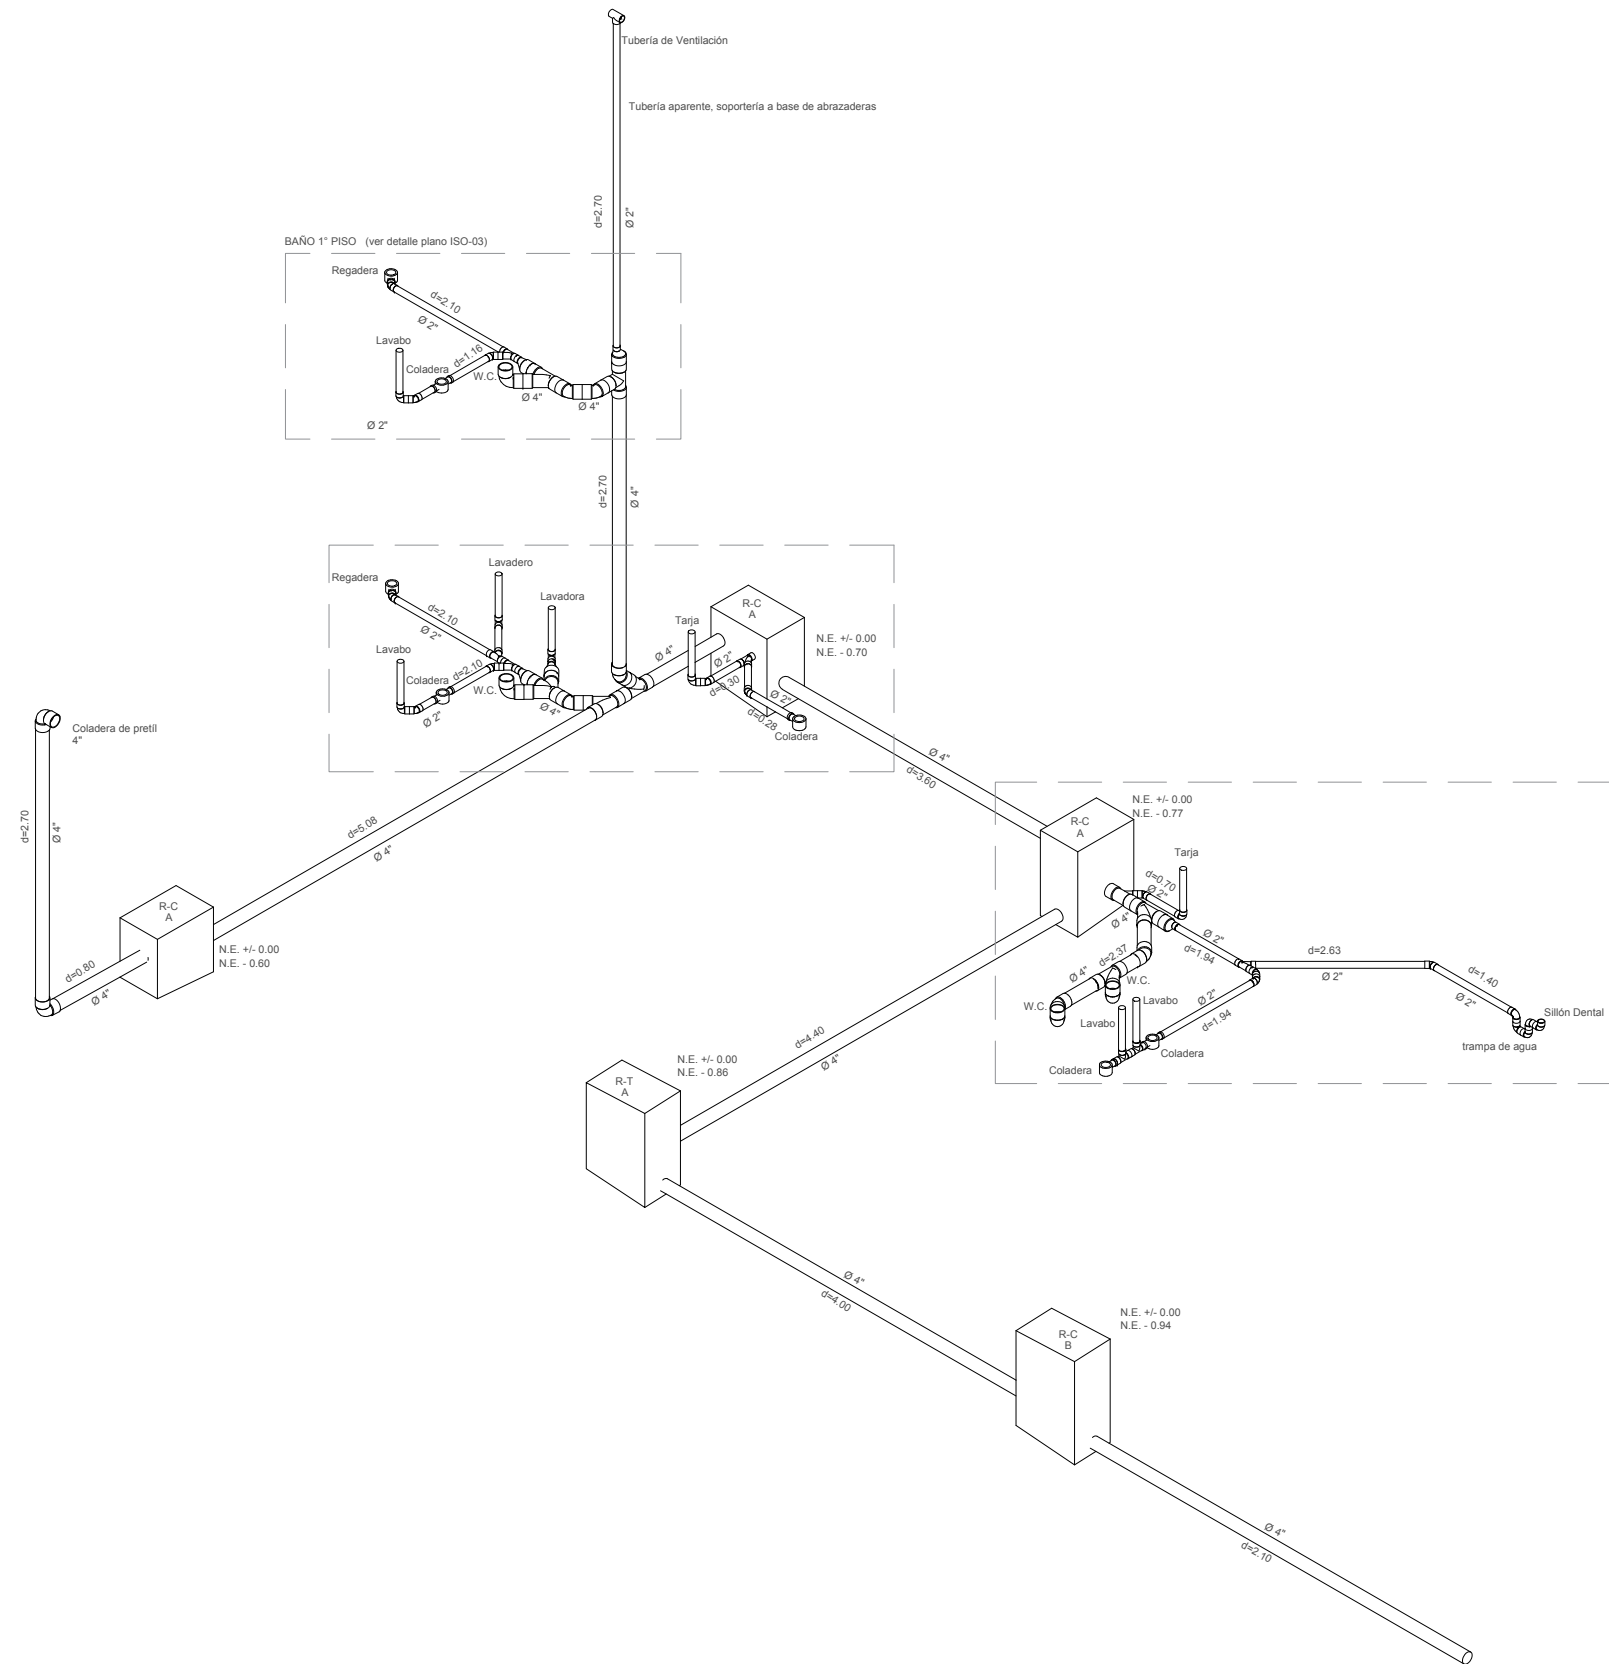 Tubería de Ventilación
Tubería aparente, soportería a base de abrazaderas
d=2.70
Ø 2"
BAÑO 1° PISO (ver detalle plano ISO-03)
Regadera
d=2.10
Ø 2"
Lavabo
d=1.16
Coladera
W.C.
Ø 4"
Ø 4"
Ø 2"
d=2.70
Ø 4"
Lavadero
Regadera
Lavadora
d=2.10
Ø 2"
Tarja
R-C
A
N.E. +/- 0.00
N.E. - 0.70
Lavabo
d=2.10
Coladera
W.C.
Ø 4"
Ø 2"
Ø 4"
Ø 2"
d=0.30
Ø 2"
d=0.28
Coladera
Coladera de pretíl
4"
d=2.70
Ø 4"
Ø 4"
d=3.60
d=5.08
Ø 4"
R-C
A
N.E. +/- 0.00
N.E. - 0.77
Tarja
d=0.70
Ø 2"
R-C
A
N.E. +/- 0.00
N.E. - 0.60
d=0.80
Ø 4"
Ø 4"
Ø 2"
d=1.94
d=2.63
Ø 2"
d=1.40
Ø 2"
d=2.37
Ø 4"
W.C.
W.C.
Lavabo
Lavabo
Ø 2"
d=1.94
Sillón Dental
trampa de agua
Coladera
Coladera
d=4.40
Ø 4"
N.E. +/- 0.00
N.E. - 0.86
R-T
A
Ø 4"
d=4.00
N.E. +/- 0.00
N.E. - 0.94
R-C
B
Ø 4"
d=2.10